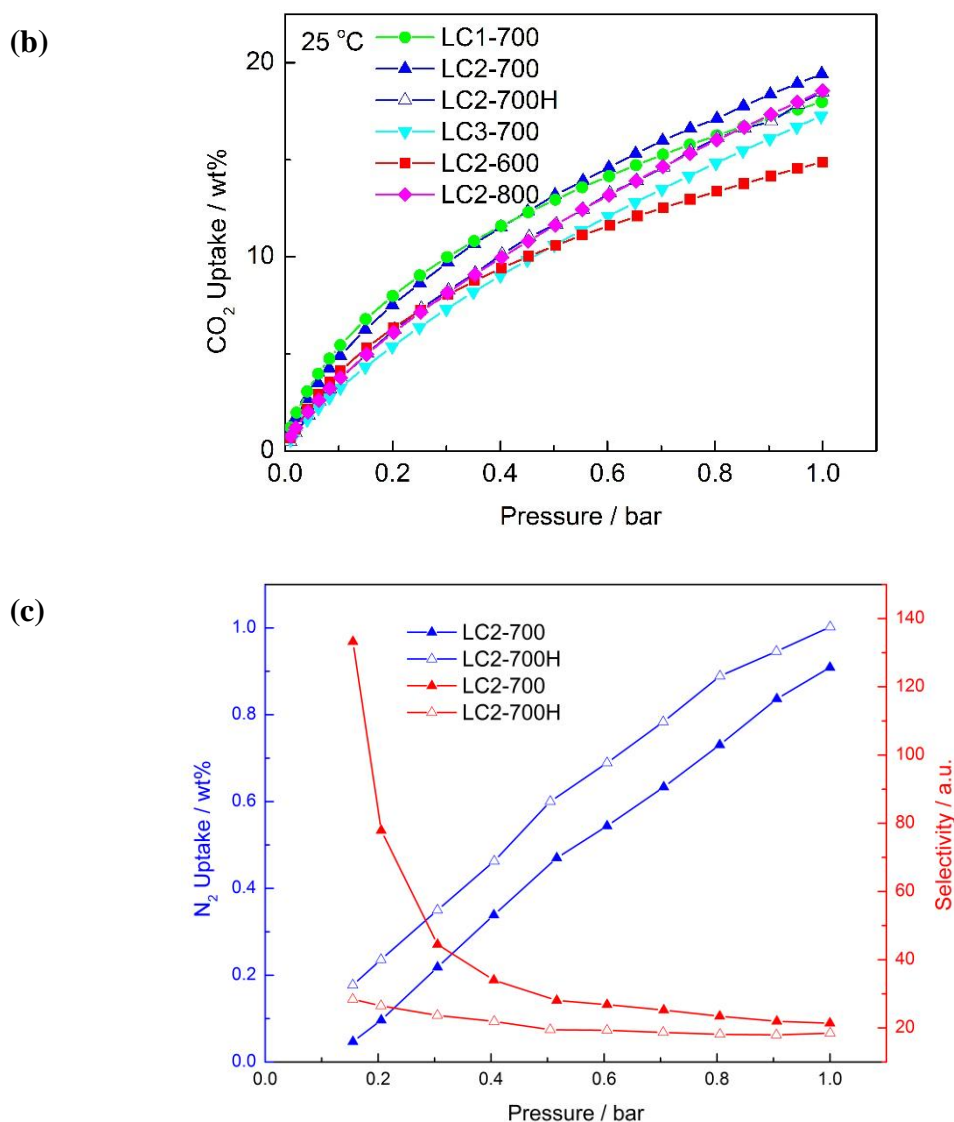 (b)
25 °C
LC1-700
LC2-700
LC2-700H
LC3-700
LC2-600
LC2-800
CO₂ Uptake / wt%
20
10
0
0.0 0.2 0.4 0.6 0.8 1.0
Pressure / bar
(c)
LC2-700
LC2-700H
LC2-700
LC2-700H
N₂ Uptake / wt%
1.0
0.8
0.6
0.4
0.2
0.0
Selectivity / a.u.
140
120
100
80
60
40
20
0.0 0.2 0.4 0.6 0.8 1.0
Pressure / bar